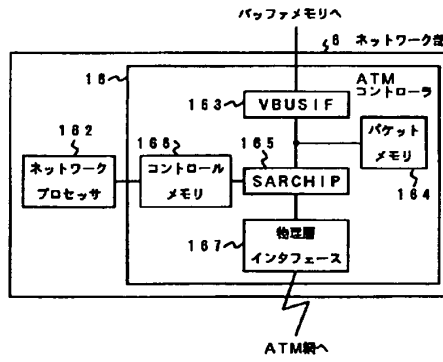 バッファメモリへ
6 ネットワーク部
16
ATM
コントローラ
163
VBUSIF
162
166
165
パケット
メモリ
164
ネットワーク
プロセッサ
コントロール
メモリ
SARCHIP
167
物理層
インタフェース
ATM網へ